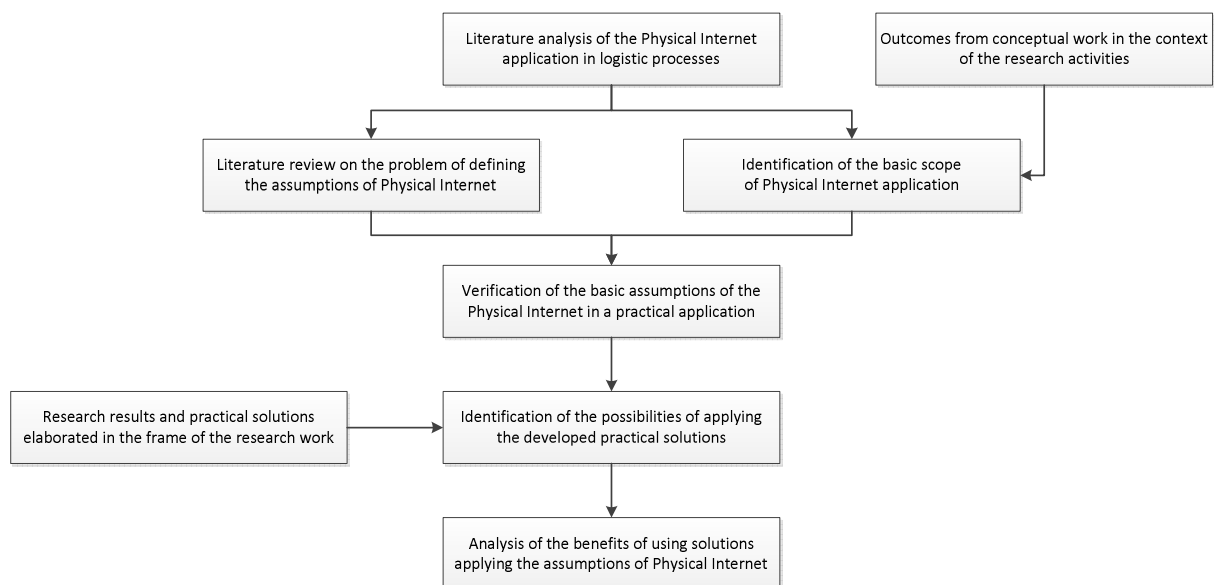 Literature analysis of the Physical Internet
application in logistic processes
Outcomes from conceptual work in the context
of the research activities
Literature review on the problem of defining
the assumptions of Physical Internet
Identification of the basic scope
of Physical Internet application
Verification of the basic assumptions of the
Physical Internet in a practical application
Research results and practical solutions
elaborated in the frame of the research work
Identification of the possibilities of applying
the developed practical solutions
Analysis of the benefits of using solutions
applying the assumptions of Physical Internet